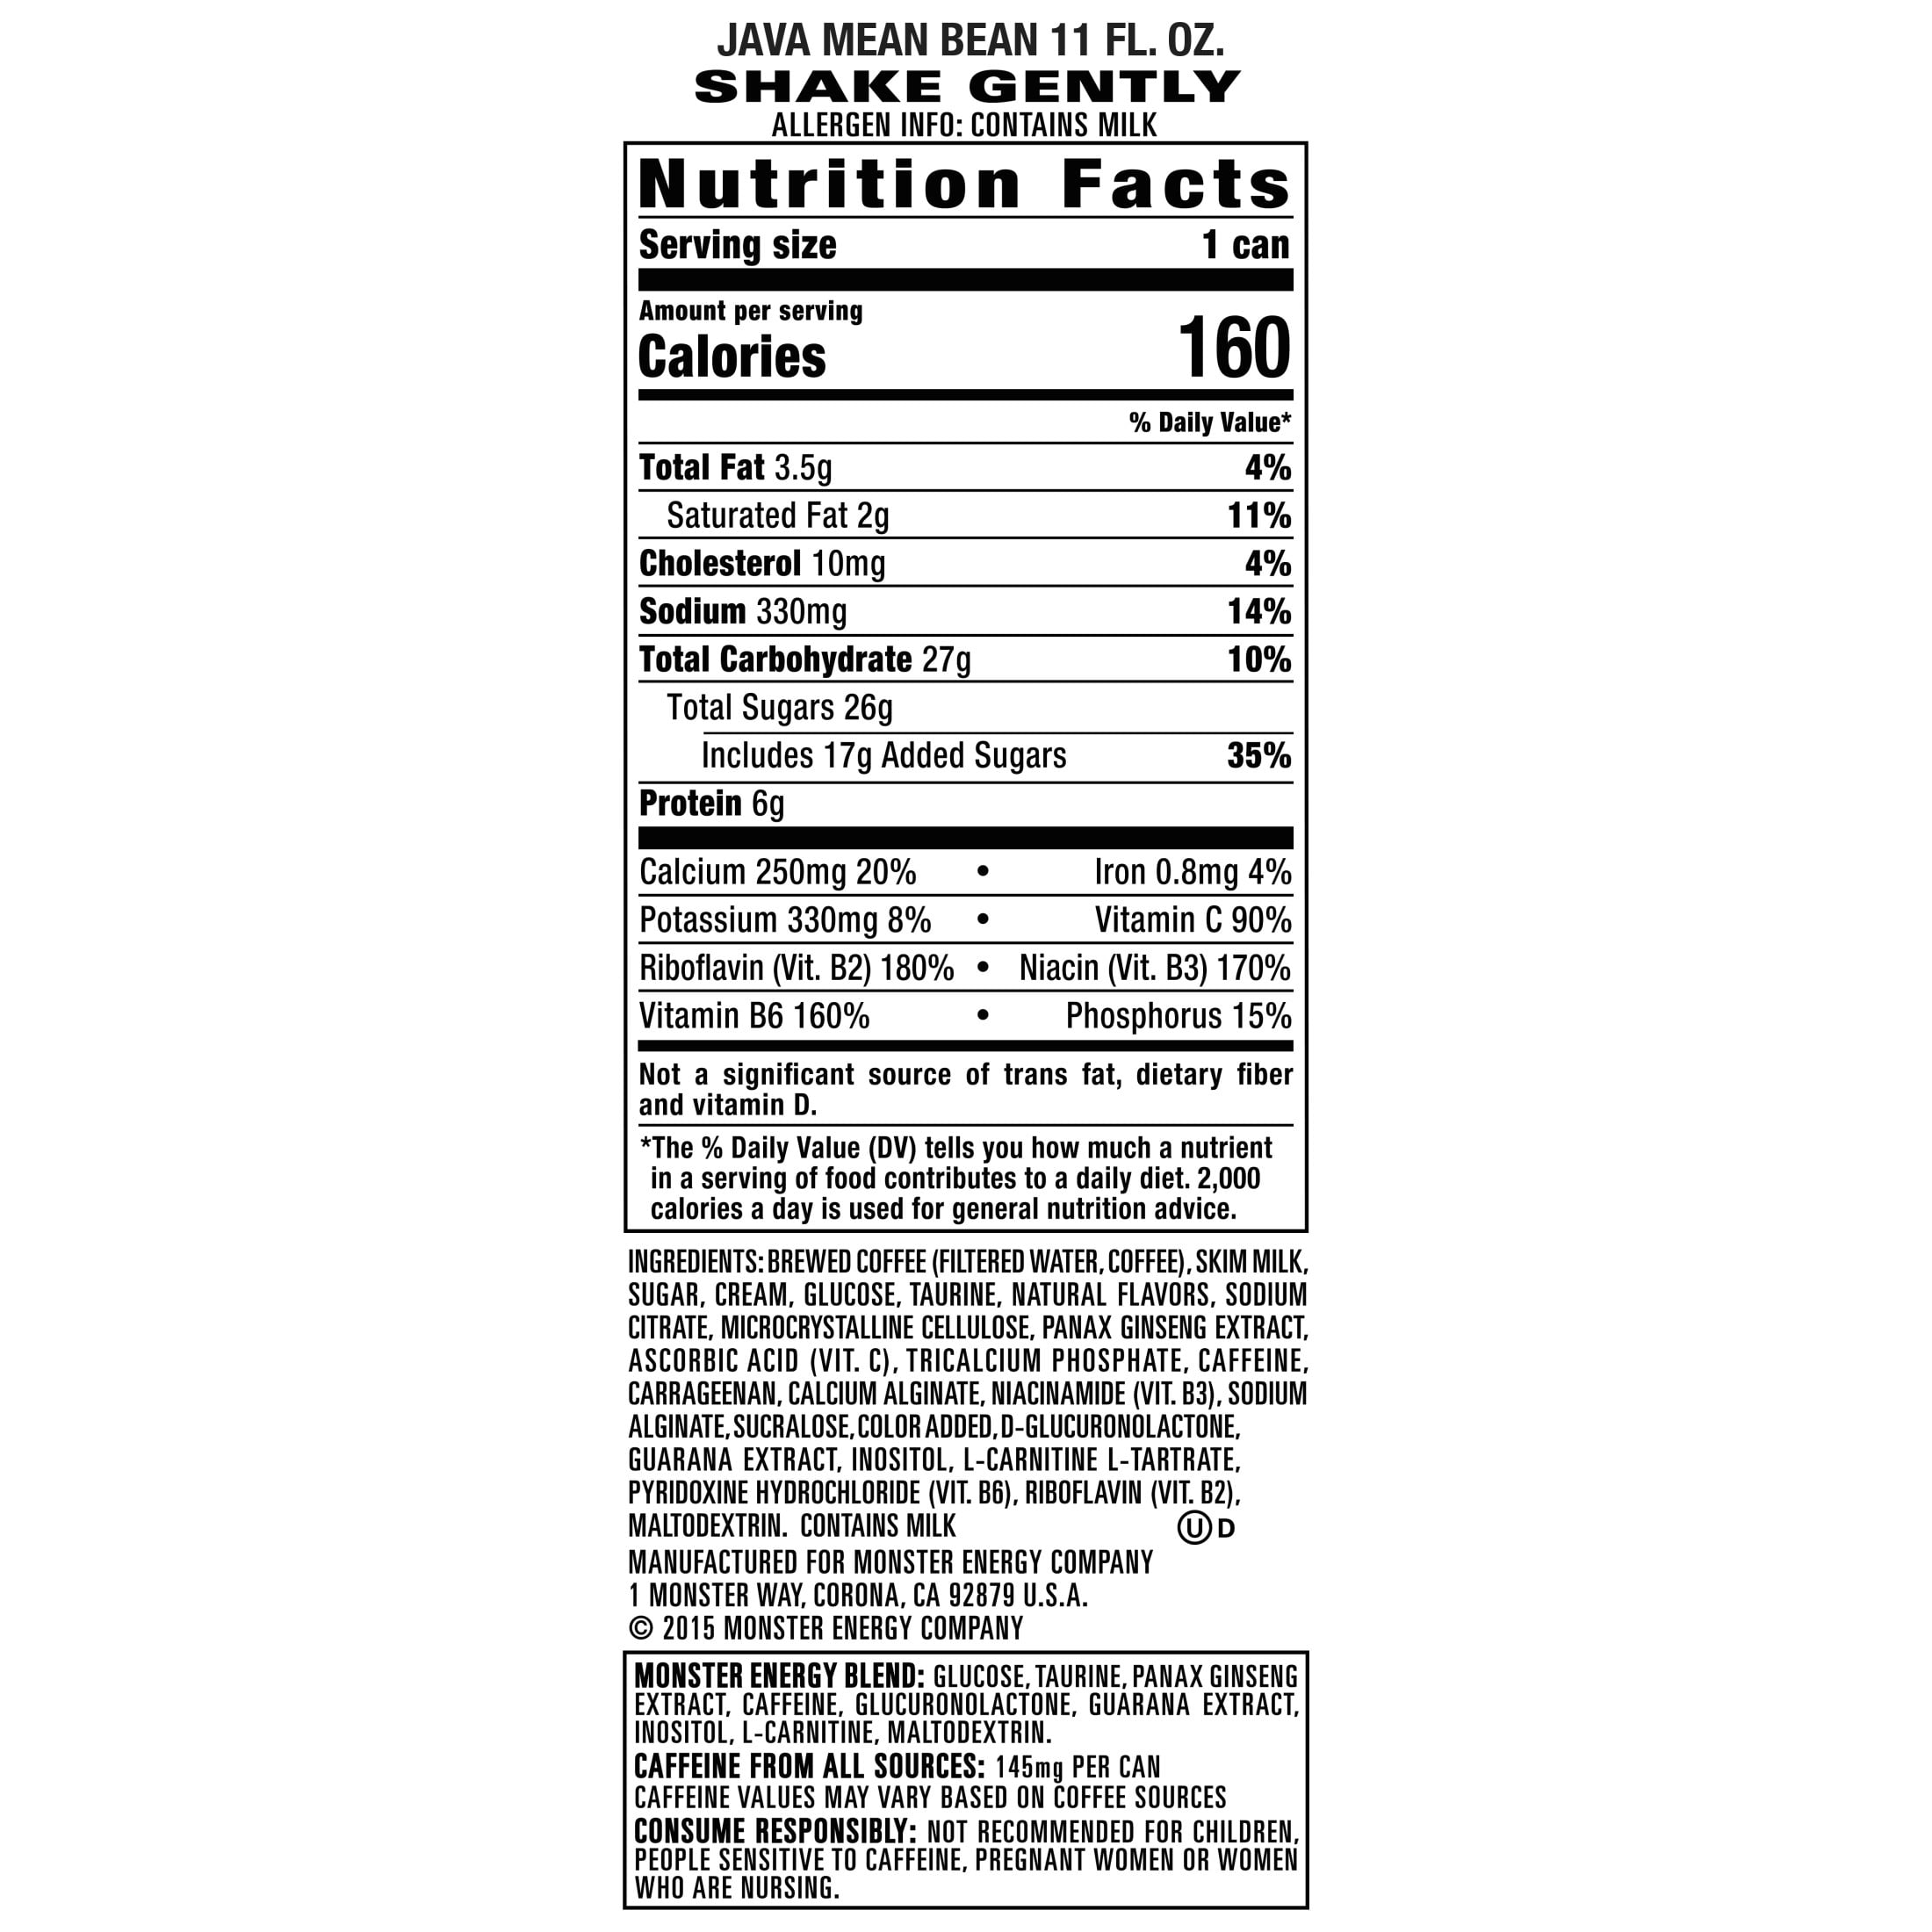 JAVA MEAN BEAN 11 FL. OZ.
SHAKE GENTLY
ALLERGEN INFO: CONTAINS MILK
Nutrition Facts
Serving size 1 can
Amount per serving
Calories 160
% Daily Value*
Total Fat 3.5g 4%
Saturated Fat 2g 11%
Cholesterol 10mg 4%
Sodium 330mg 14%
Total Carbohydrate 27g 10%
Total Sugars 26g
Includes 17g Added Sugars 35%
Protein 6g
Calcium 250mg 20% • Iron 0.8mg 4%
Potassium 330mg 8% • Vitamin C 90%
Riboflavin (Vit. B2) 180% • Niacin (Vit. B3) 170%
Vitamin B6 160% • Phosphorus 15%
Not a significant source of trans fat, dietary fiber
and vitamin D.
*The % Daily Value (DV) tells you how much a nutrient
in a serving of food contributes to a daily diet. 2,000
calories a day is used for general nutrition advice.
INGREDIENTS: BREWED COFFEE (FILTERED WATER, COFFEE), SKIM MILK,
SUGAR, CREAM, GLUCOSE, TAURINE, NATURAL FLAVORS, SODIUM
CITRATE, MICROCRYSTALLINE CELLULOSE, PANAX GINSENG EXTRACT,
ASCORBIC ACID (VIT. C), TRICALCIUM PHOSPHATE, CAFFEINE,
CARRAGEENAN, CALCIUM ALGINATE, NIACINAMIDE (VIT. B3), SODIUM
ALGINATE, SUCRALOSE, COLOR ADDED, D-GLUCURONOLACTONE,
GUARANA EXTRACT, INOSITOL, L-CARNITINE L-TARTRATE,
PYRIDOXINE HYDROCHLORIDE (VIT. B6), RIBOFLAVIN (VIT. B2),
MALTODEXTRIN. CONTAINS MILK Ⓤ D
MANUFACTURED FOR MONSTER ENERGY COMPANY
1 MONSTER WAY, CORONA, CA 92879 U.S.A.
© 2015 MONSTER ENERGY COMPANY
MONSTER ENERGY BLEND: GLUCOSE, TAURINE, PANAX GINSENG
EXTRACT, CAFFEINE, GLUCURONOLACTONE, GUARANA EXTRACT,
INOSITOL, L-CARNITINE, MALTODEXTRIN.
CAFFEINE FROM ALL SOURCES: 145mg PER CAN
CAFFEINE VALUES MAY VARY BASED ON COFFEE SOURCES
CONSUME RESPONSIBLY: NOT RECOMMENDED FOR CHILDREN,
PEOPLE SENSITIVE TO CAFFEINE, PREGNANT WOMEN OR WOMEN
WHO ARE NURSING.